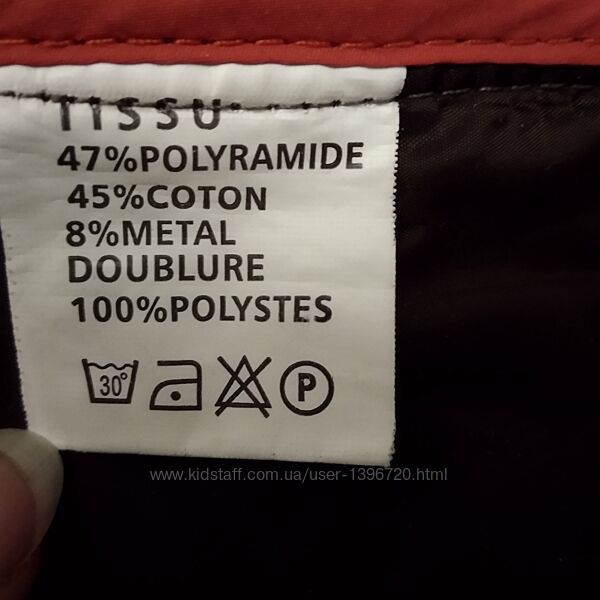 TISSU
47%POLYRAMIDE
45%COTON
8%METAL
DOUBLURE
100%POLYSTES
30°
P
www.kidstaff.com.ua/user-1396720.html